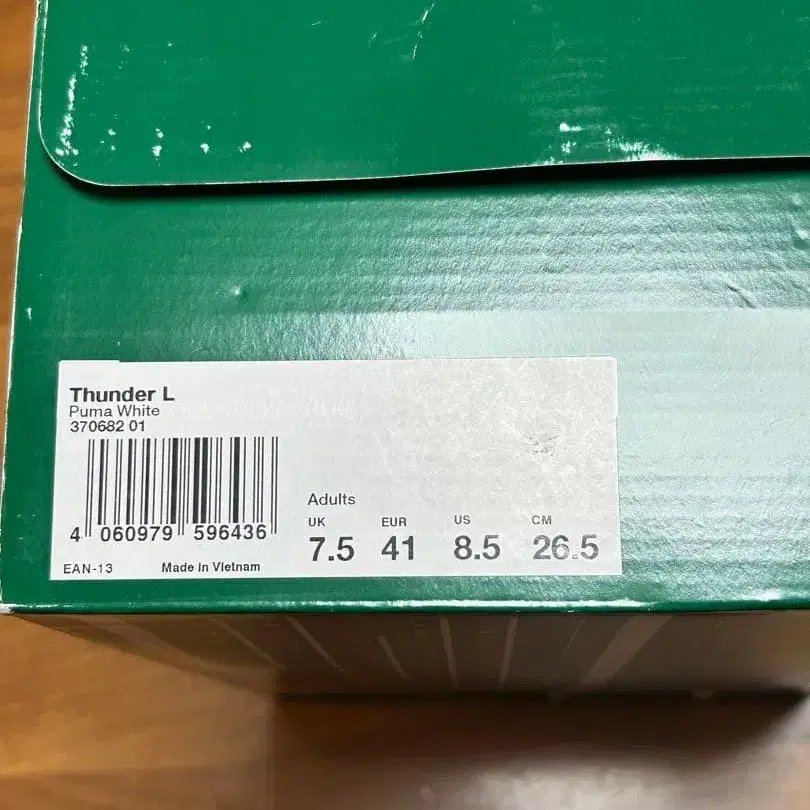 Thunder L
Puma White
370682 01
4 060979 596436
EAN-13 Made in Vietnam
Adults
UK EUR US CM
7.5 41 8.5 26.5